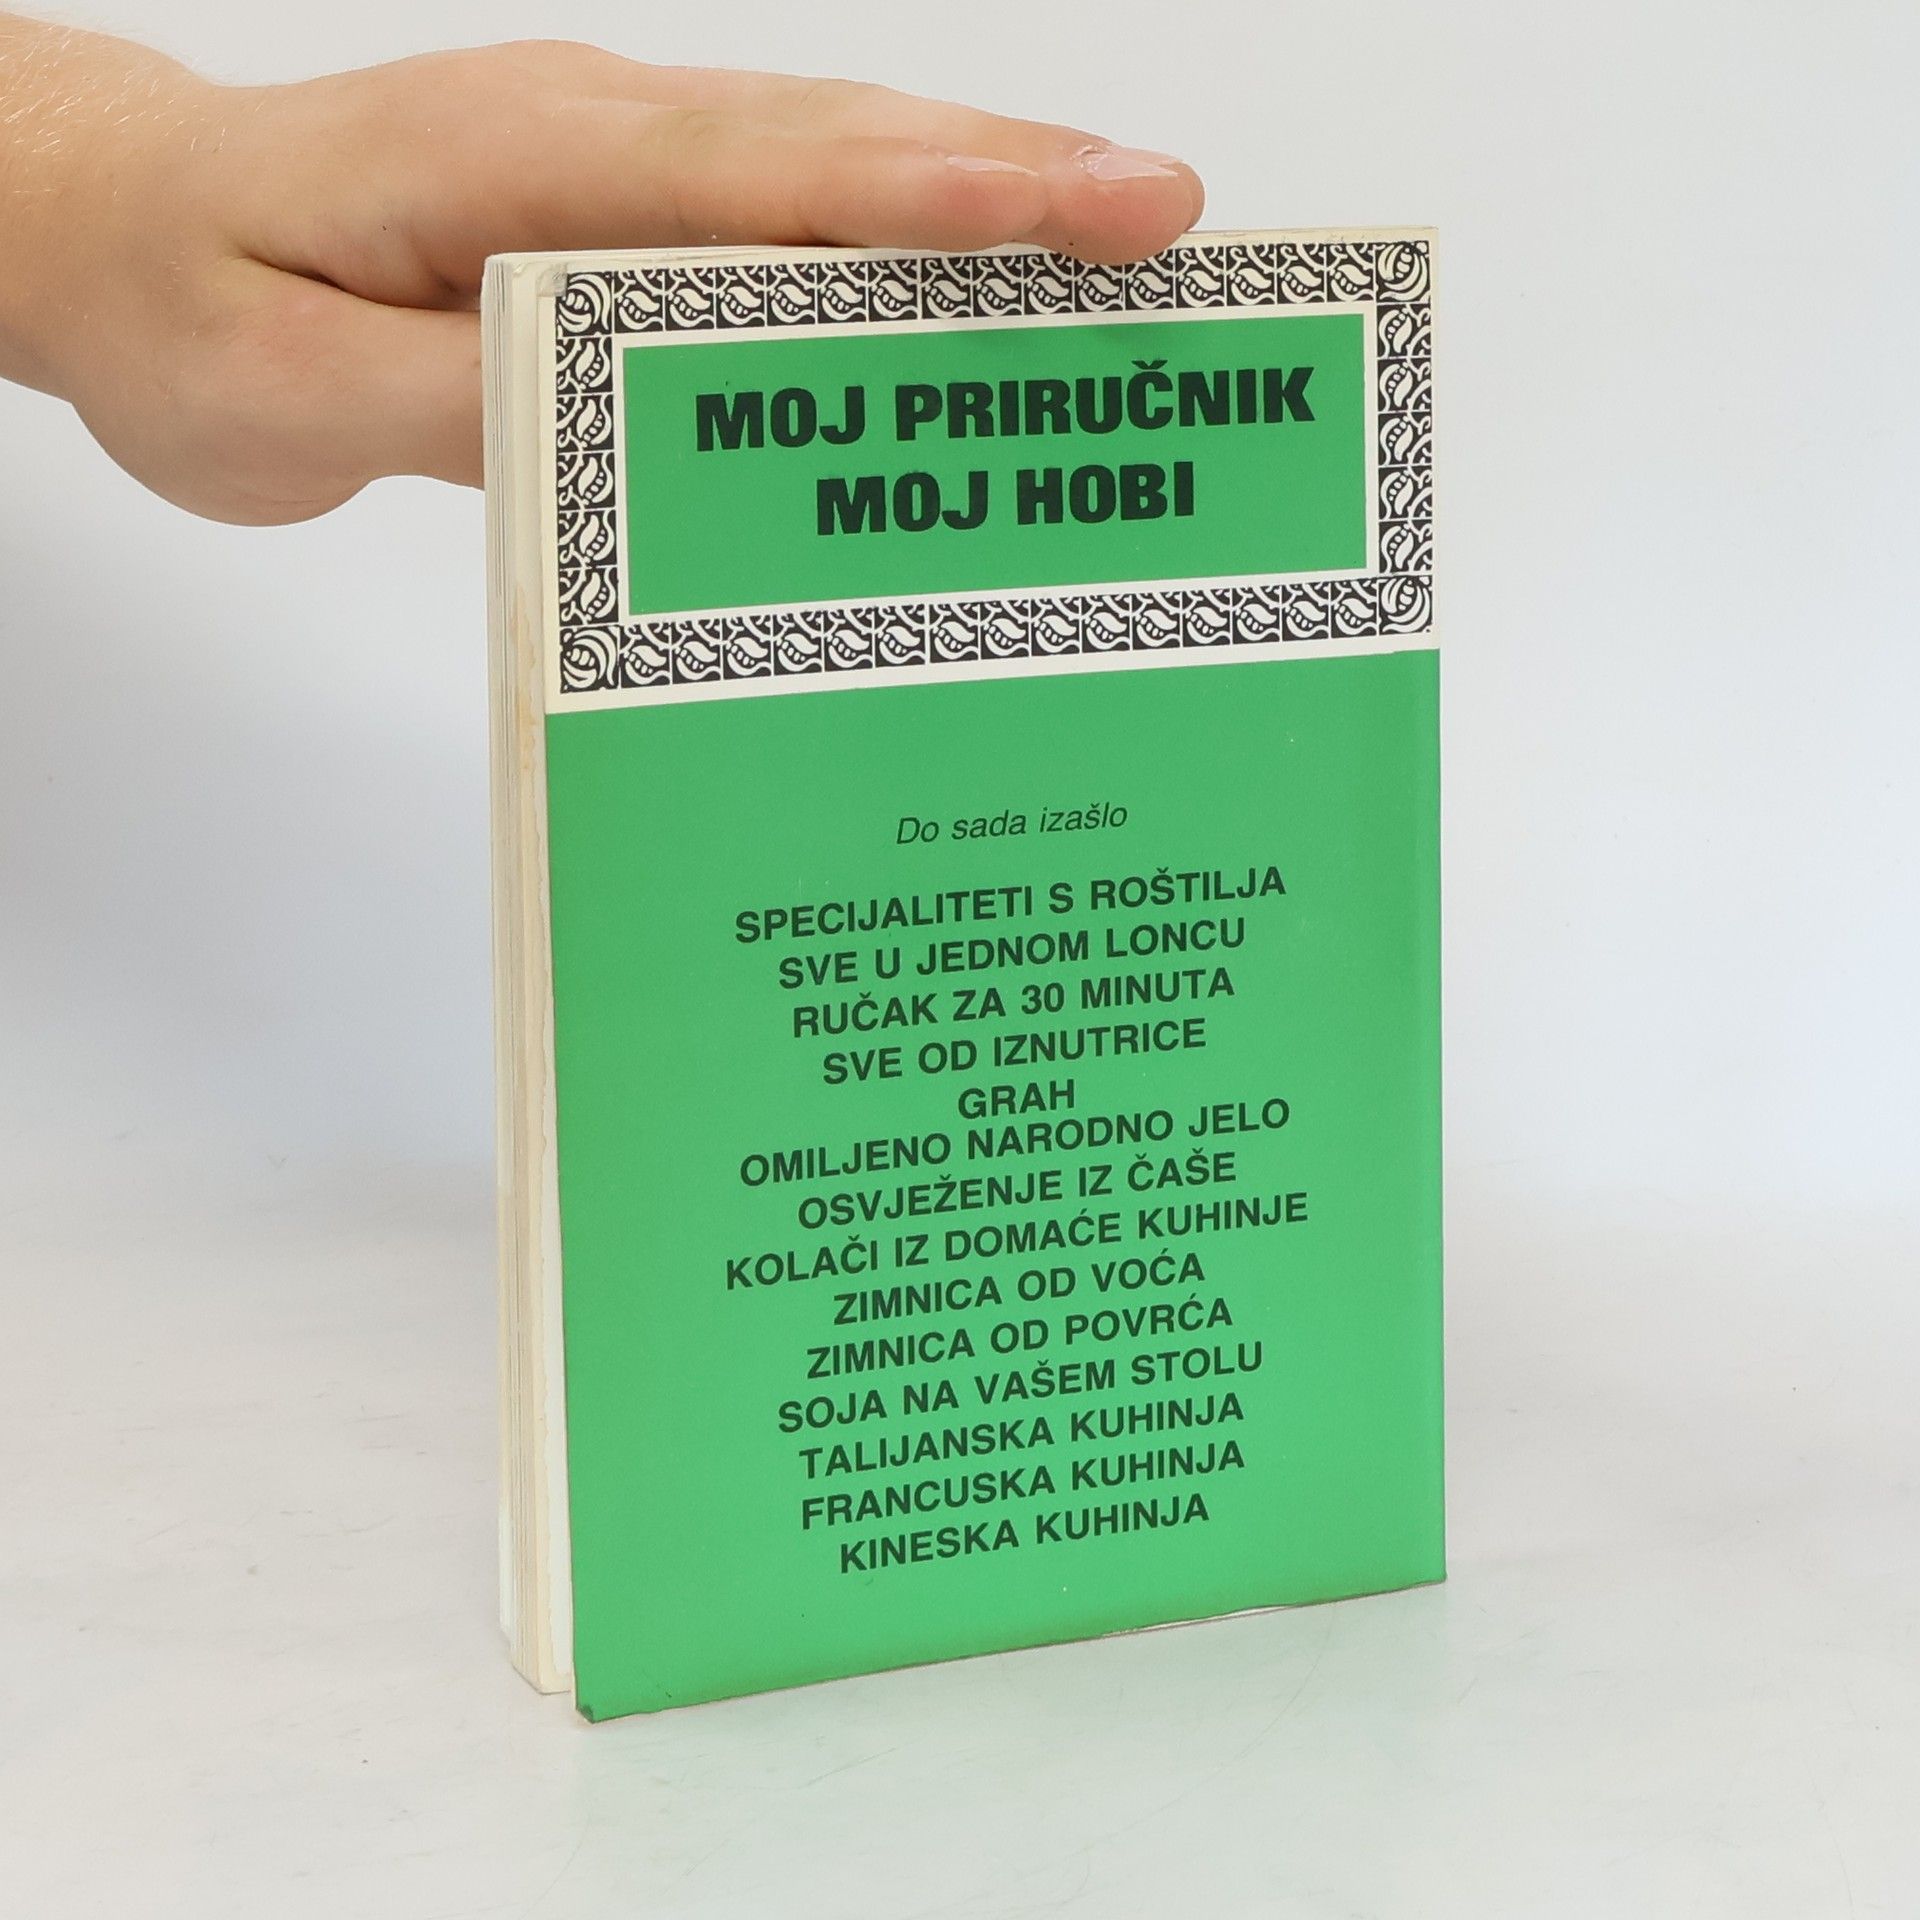 MOJ PRIRUČNIK
MOJ HOBI
Do sada izašlo
SPECIJALITETI S ROŠTILJA
SVE U JEDNOM LONCU
RUČAK ZA 30 MINUTA
SVE OD IZNUTRICE
GRAH
OMILJENO NARODNO JELO
OSVJEŽENJE IZ ČAŠE
KOLAČI IZ DOMAĆE KUHINJE
ZIMNICA OD VOĆA
ZIMNICA OD POVRĆA
SOJA NA VAŠEM STOLU
TALIJANSKA KUHINJA
FRANCUSKA KUHINJA
KINESKA KUHINJA